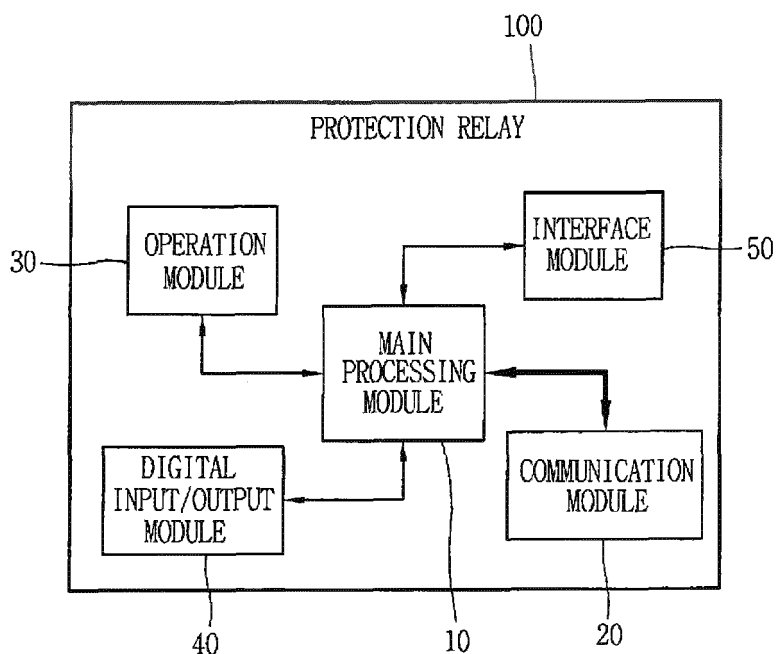 100
PROTECTION RELAY
OPERATION
MODULE
30
INTERFACE
MODULE
50
MAIN
PROCESSING
MODULE
DIGITAL
INPUT/OUTPUT
MODULE
COMMUNICATION
MODULE
40
10
20